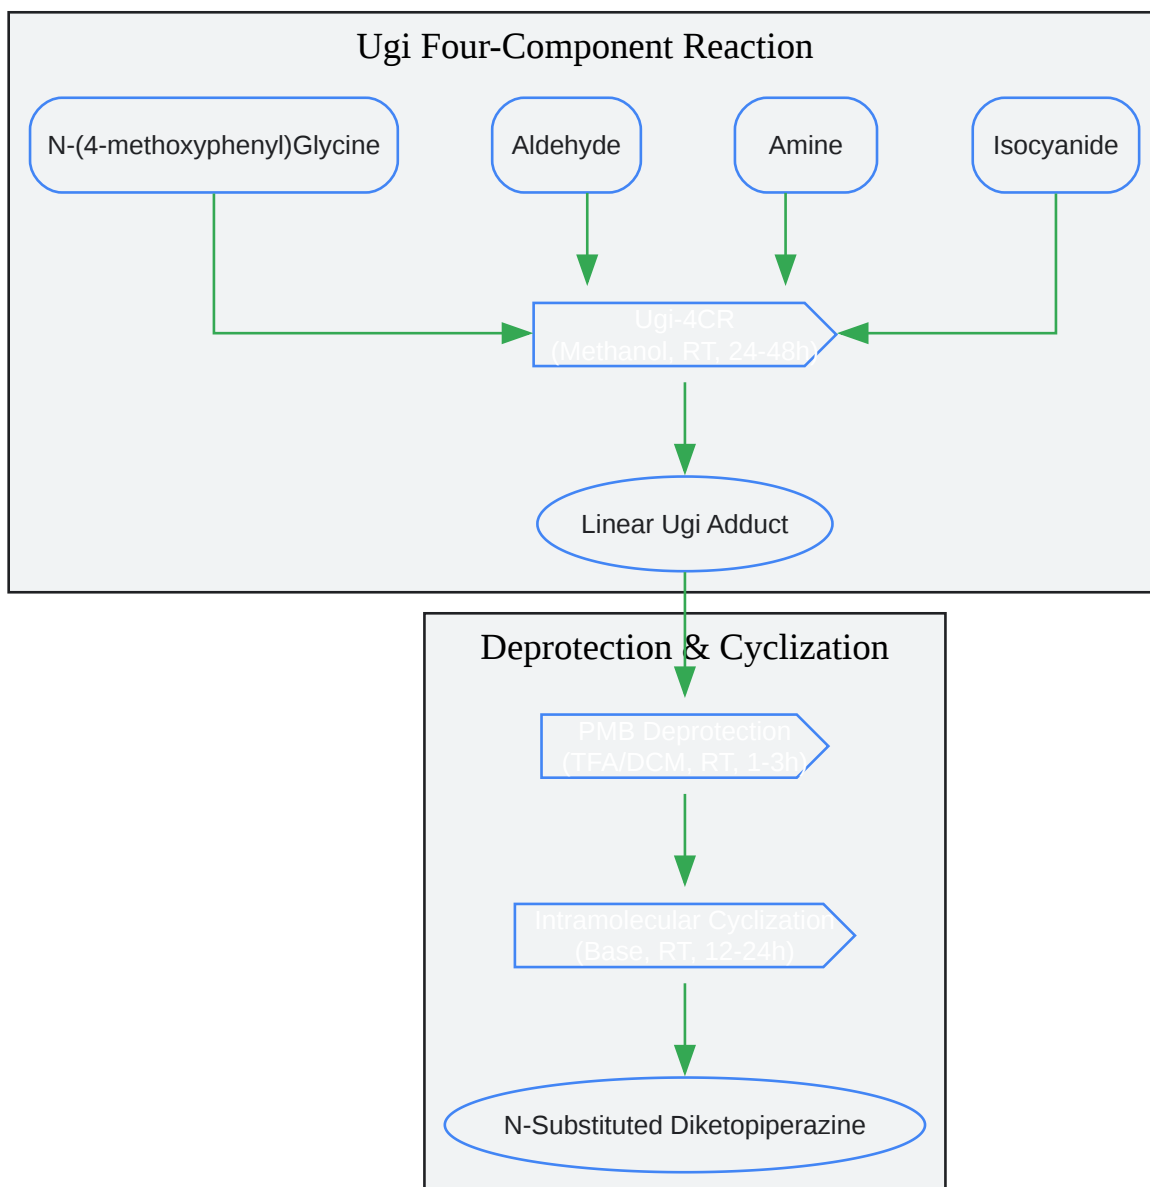 Ugi Four-Component Reaction
N-(4-methoxyphenyl)Glycine
Aldehyde
Amine
Isocyanide
Ugi-4CR
(Methanol, RT, 24-48h)
Linear Ugi Adduct
Deprotection & Cyclization
PMB Deprotection
(TFA/DCM, RT, 1-3h)
Intramolecular Cyclization
(Base, RT, 12-24h)
N-Substituted Diketopiperazine